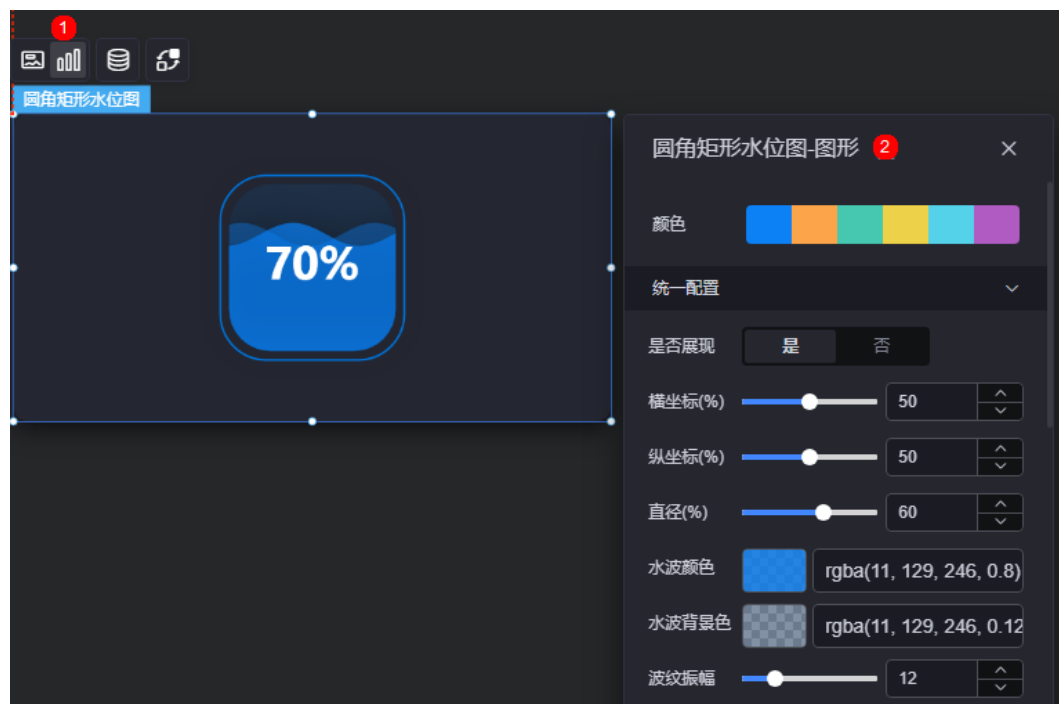 1
圆角矩形水位图
70%
圆角矩形水位图-图形 2
颜色
统一配置
是否展现 是 否
横坐标(%) 50
纵坐标(%) 50
直径(%) 60
水波颜色 rgba(11, 129, 246, 0.8)
水波背景色 rgba(11, 129, 246, 0.12
波纹振幅 12